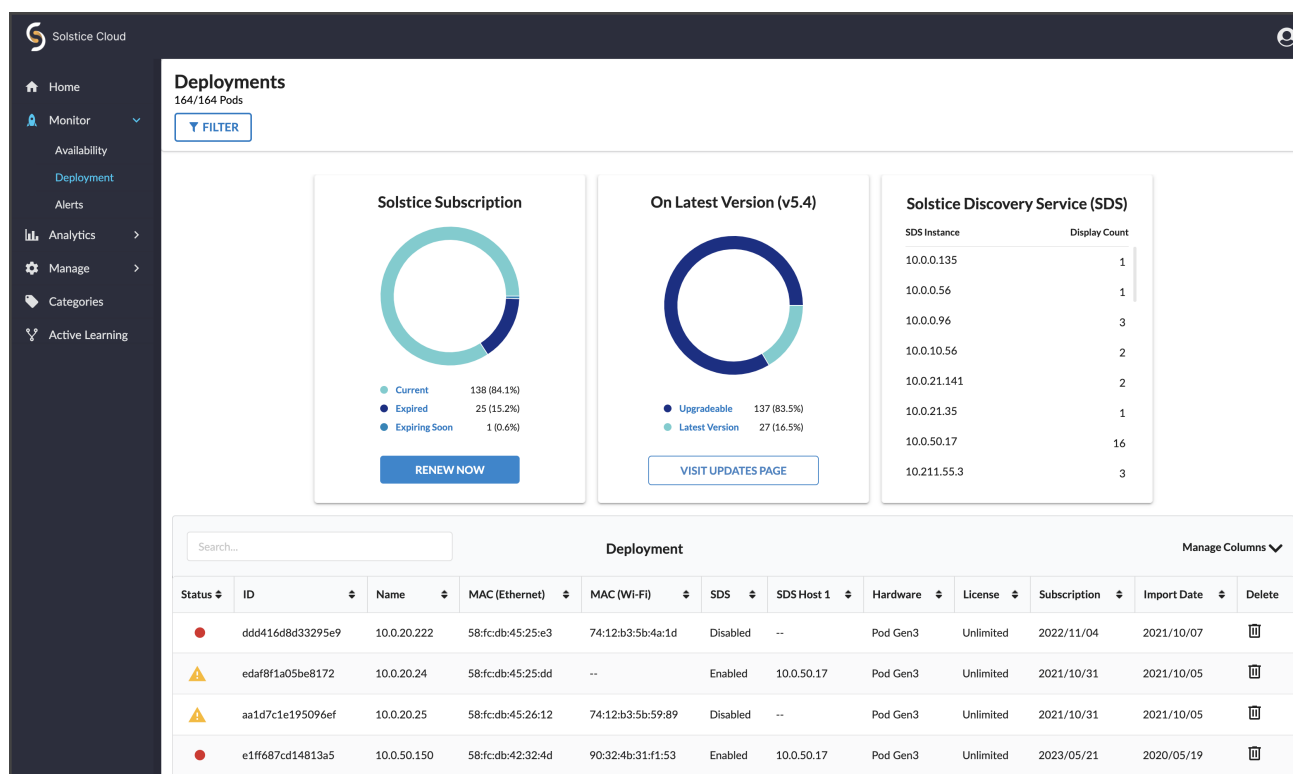 Solstice Cloud
Home
Monitor
Availability
Deployment
Alerts
Analytics
Manage
Categories
Active Learning
Deployments
164/164 Pods
FILTER
Solstice Subscription
Current 138 (84.1%)
Expired 25 (15.2%)
Expiring Soon 1 (0.6%)
RENEW NOW
On Latest Version (v5.4)
Upgradeable 137 (83.5%)
Latest Version 27 (16.5%)
VISIT UPDATES PAGE
Solstice Discovery Service (SDS)
SDS Instance Display Count
10.0.0.135 1
10.0.0.56 1
10.0.0.96 3
10.0.10.56 2
10.0.21.141 2
10.0.21.35 1
10.0.50.17 16
10.211.55.3 3
Search... Deployment Manage Columns
Status ID Name MAC (Ethernet) MAC (Wi-Fi) SDS SDS Host 1 Hardware License Subscription Import Date Delete
ddd416d8d33295e9 10.0.20.222 58:fc:db:45:25:e3 74:12:b3:5b:4a:1d Disabled -- Pod Gen3 Unlimited 2022/11/04 2021/10/07
edaf8f1a05be8172 10.0.20.24 58:fc:db:45:25:dd -- Enabled 10.0.50.17 Pod Gen3 Unlimited 2021/10/31 2021/10/05
aa1d7c1e195096ef 10.0.20.25 58:fc:db:45:26:12 74:12:b3:5b:59:89 Disabled -- Pod Gen3 Unlimited 2021/10/31 2021/10/05
e1ff687cd14813a5 10.0.50.150 58:fc:db:42:32:4d 90:32:4b:31:f1:53 Enabled 10.0.50.17 Pod Gen3 Unlimited 2023/05/21 2020/05/19